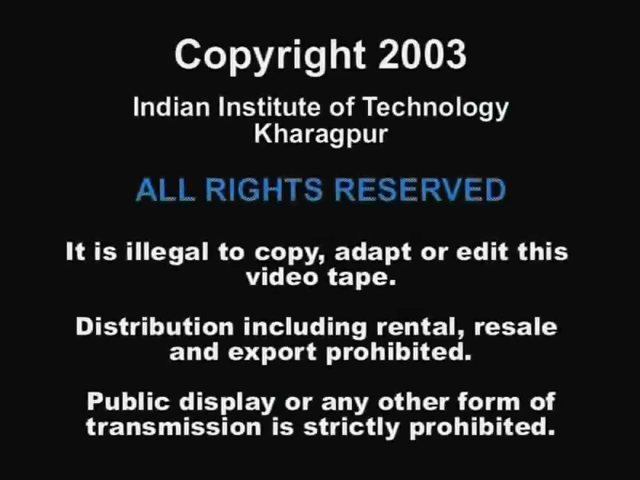 Copyright 2003
Indian Institute of Technology
Kharagpur
ALL RIGHTS RESERVED
It is illegal to copy, adapt or edit this
video tape.
Distribution including rental, resale
and export prohibited.
Public display or any other form of
transmission is strictly prohibited.